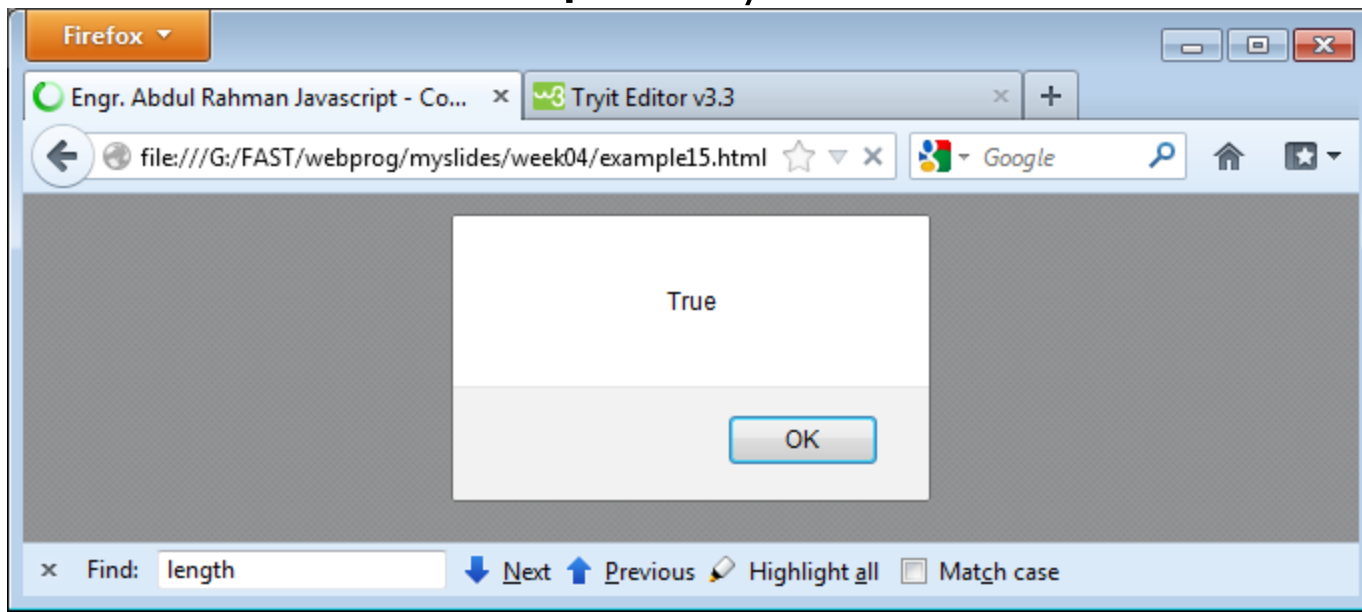 Firefox
Engr. Abdul Rahman Javascript - Co... Tryit Editor v3.3
file:///G:/FAST/webprog/myslides/week04/example15.html Google
True
OK
Find: length Next Previous Highlight all Match case